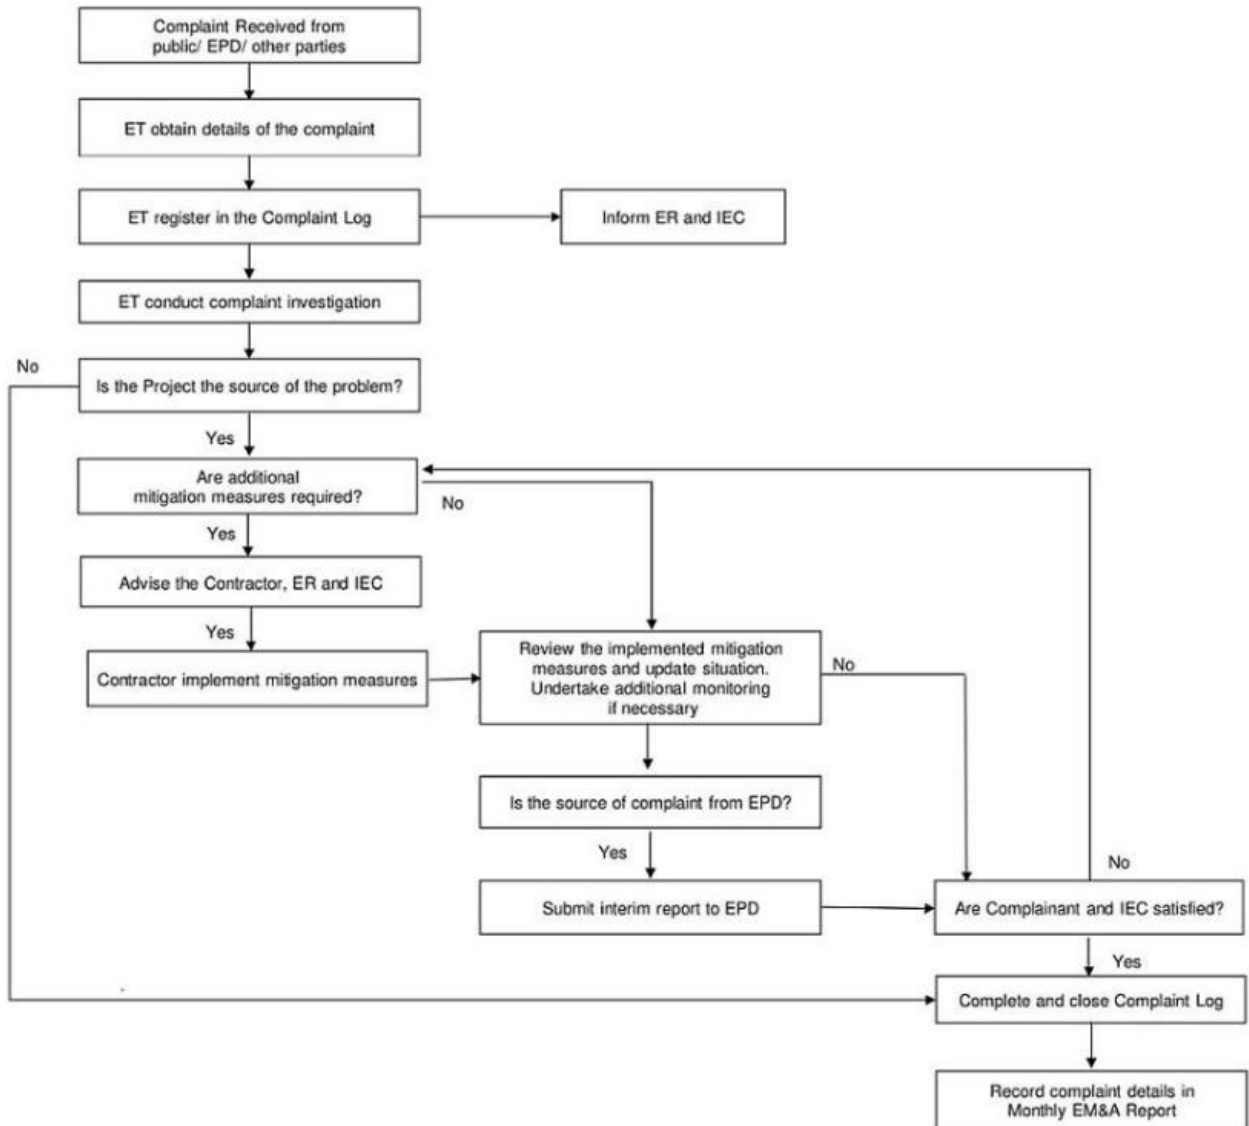 Complaint Received from
public/ EPD/ other parties
ET obtain details of the complaint
ET register in the Complaint Log
Inform ER and IEC
ET conduct complaint investigation
No
Is the Project the source of the problem?
Yes
Are additional
mitigation measures required?
No
Yes
Advise the Contractor, ER and IEC
Yes
Contractor implement mitigation measures
Review the implemented mitigation
measures and update situation.
Undertake additional monitoring
if necessary
No
Is the source of complaint from EPD?
Yes
Submit interim report to EPD
No
Are Complainant and IEC satisfied?
Yes
Complete and close Complaint Log
Record complaint details in
Monthly EM&A Report